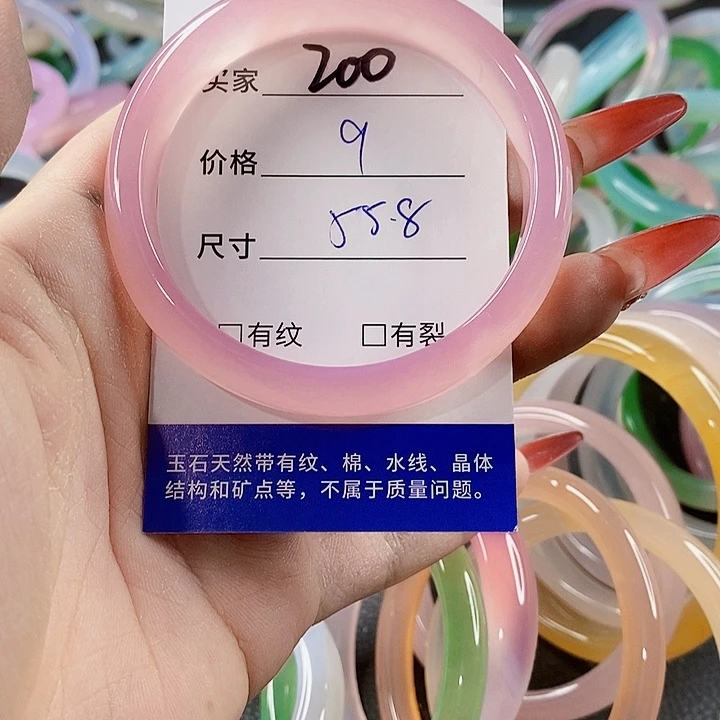 买家 200
价格 9
尺寸 55.8
□有纹 □有裂
玉石天然带有纹、棉、水线、晶体
结构和矿点等，不属于质量问题。